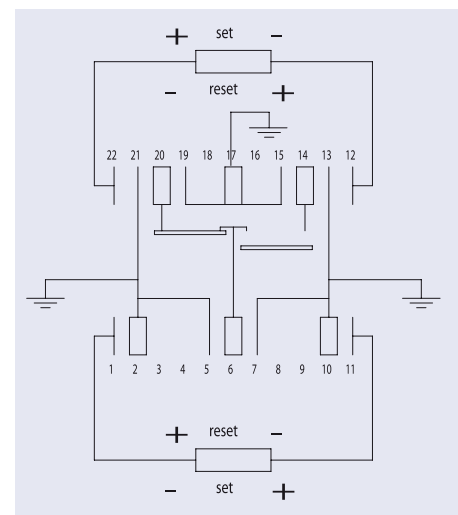 + set -
- reset +
22 21 20 19 18 17 16 15 14 13 12
1 2 3 4 5 6 7 8 9 10 11
+ reset -
- set +